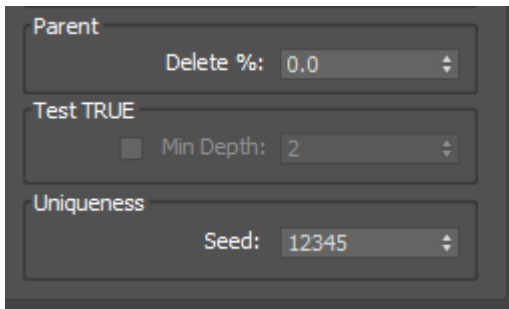 Parent
Delete %: 0.0
Test TRUE
Min Depth: 2
Uniqueness
Seed: 12345